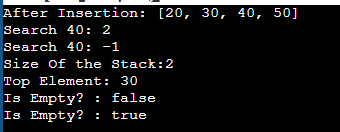 After Insertion: [20, 30, 40, 50]
Search 40: 2
Search 40: -1
Size Of the Stack:2
Top Element: 30
Is Empty? : false
Is Empty? : true